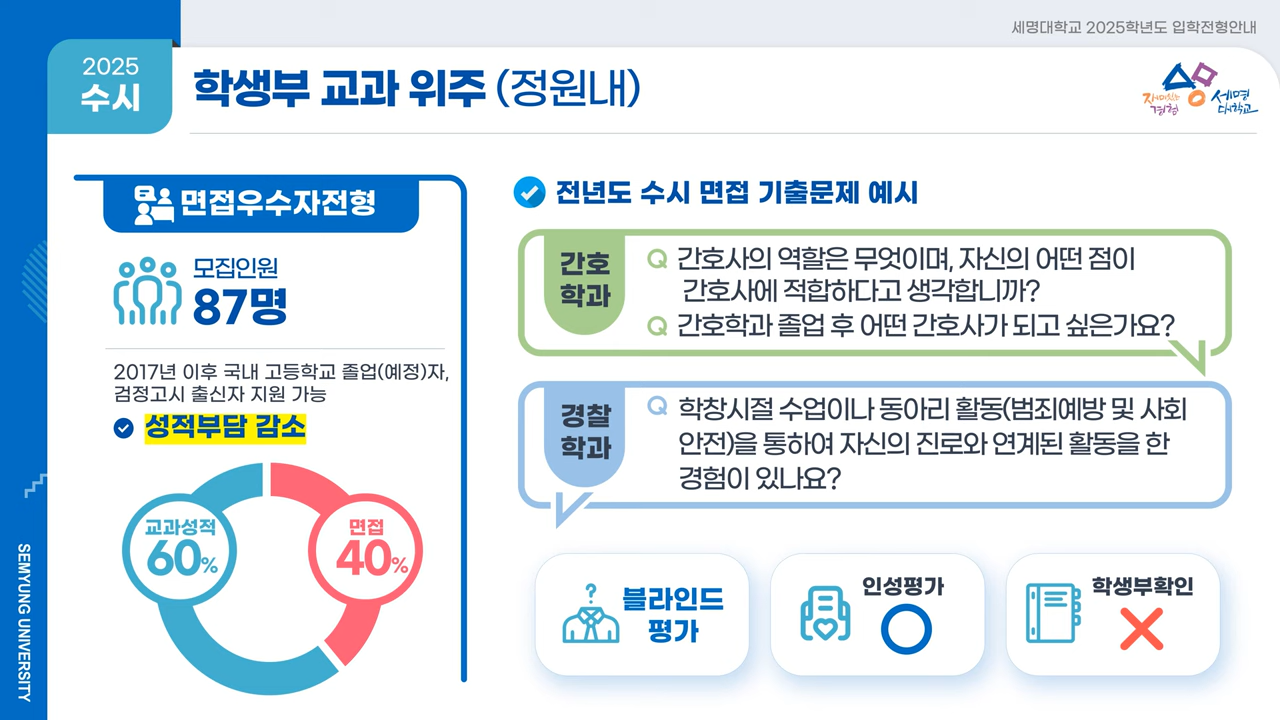 세명대학교 2025학년도 입학전형안내
2025
수시
학생부 교과 위주 (정원내)
재미있는
경험
세명
대학교
면접우수자전형
모집인원
87명
2017년 이후 국내 고등학교 졸업(예정)자,
검정고시 출신자 지원 가능
성적부담 감소
교과성적
60%
면접
40%
전년도 수시 면접 기출문제 예시
간호
학과
Q 간호사의 역할은 무엇이며, 자신의 어떤 점이
간호사에 적합하다고 생각합니까?
Q 간호학과 졸업 후 어떤 간호사가 되고 싶은가요?
경찰
학과
Q 학창시절 수업이나 동아리 활동(범죄예방 및 사회
안전)을 통하여 자신의 진로와 연계된 활동을 한
경험이 있나요?
?
블라인드
평가
인성평가
학생부확인
SEMYUNG UNIVERSITY